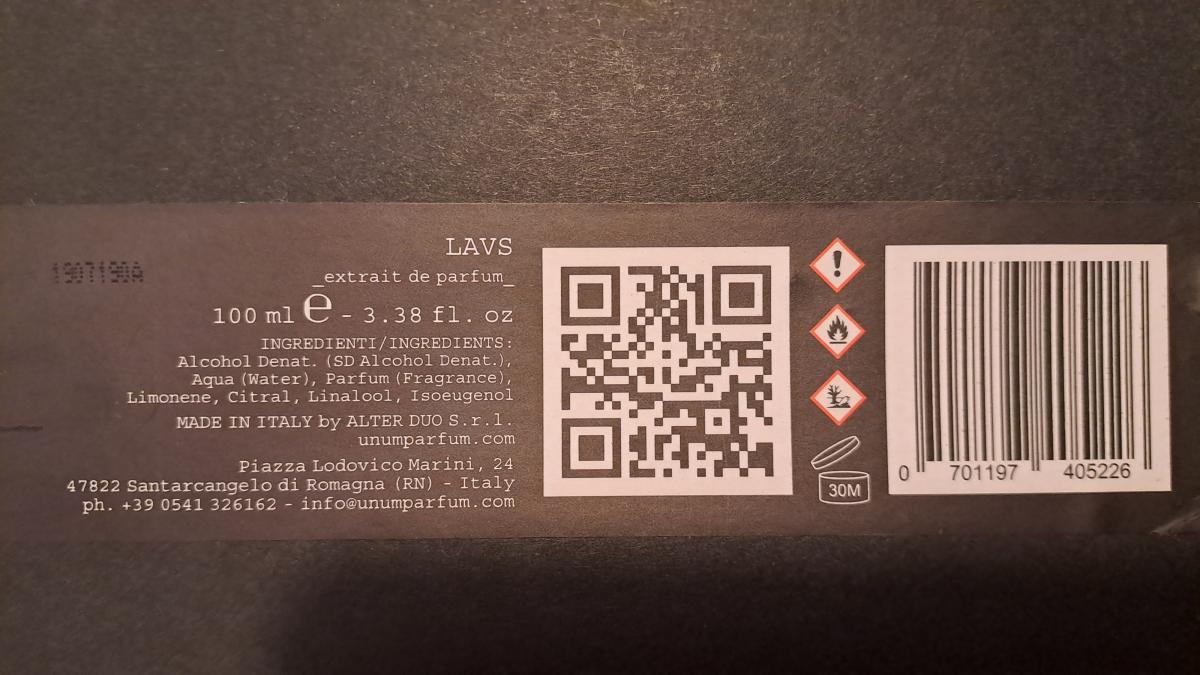 1907190A
LAVS
_extrait de parfum_
100 ml e - 3.38 fl. oz
INGREDIENTI/INGREDIENTS:
Alcohol Denat. (SD Alcohol Denat.),
Aqua (Water), Parfum (Fragrance),
Limonene, Citral, Linalool, Isoeugenol
MADE IN ITALY by ALTER DUO S.r.l.
unumparfum.com
Piazza Lodovico Marini, 24
47822 Santarcangelo di Romagna (RN) - Italy
ph. +39 0541 326162 - info@unumparfum.com
30M
0 701197 405226